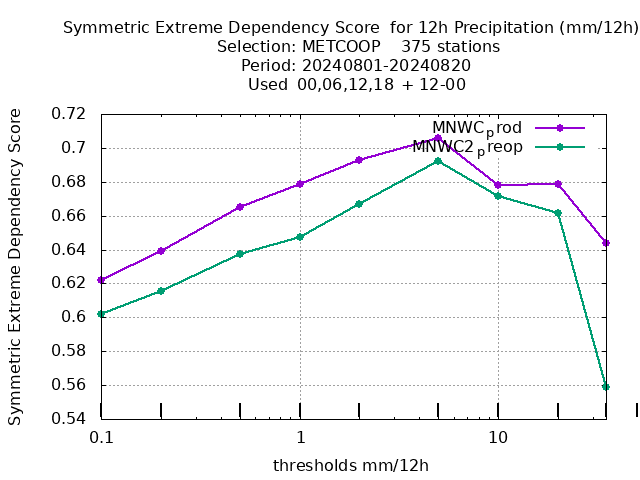 Symmetric Extreme Dependency Score for 12h Precipitation (mm/12h)
Selection: METCOOP 375 stations
Period: 20240801-20240820
Used 00,06,12,18 + 12-00
Symmetric Extreme Dependency Score
0.72
0.7
0.68
0.66
0.64
0.62
0.6
0.58
0.56
0.54
MNWCprod
MNWC2preop
0.1 1 10
thresholds mm/12h